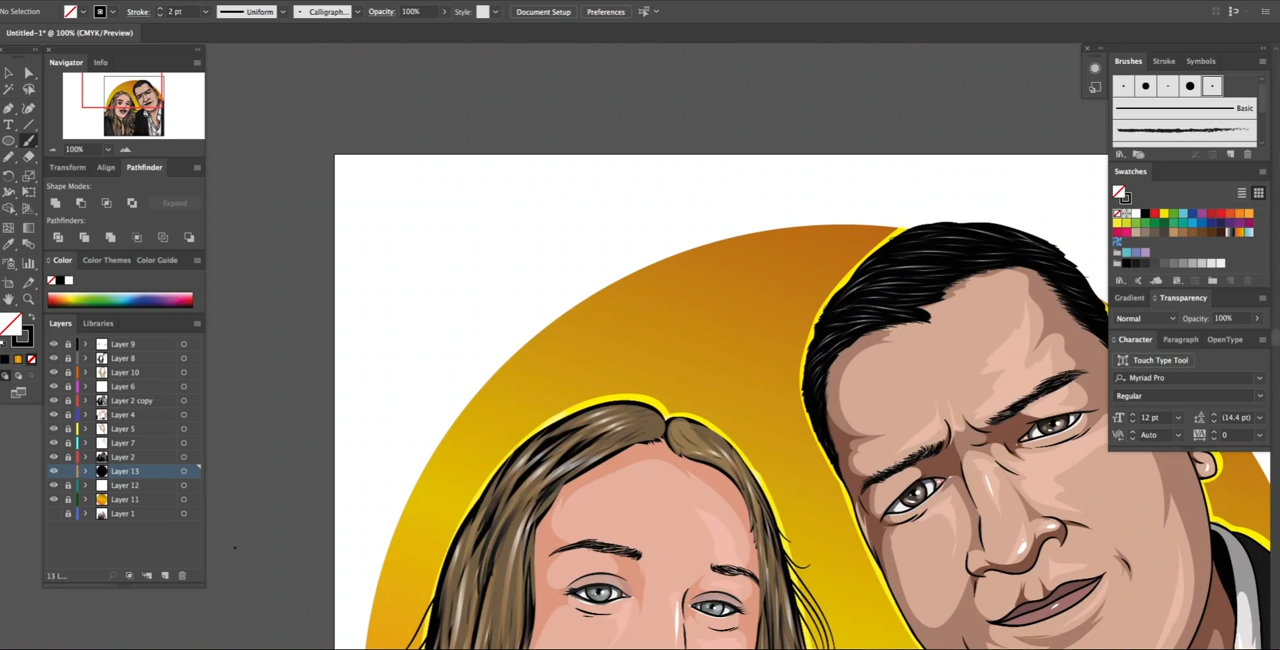 No Selection Stroke: 2 pt Uniform Calligraph... Opacity: 100% Style: Document Setup Preferences
Untitled-1* @ 100% (CMYK/Preview)
Navigator Info
100%
Transform Align Pathfinder
Shape Modes:
Expand
Pathfinders:
Color Color Themes Color Guide
Layers Libraries
Layer 9
Layer 8
Layer 10
Layer 6
Layer 2 copy
Layer 4
Layer 5
Layer 7
Layer 2
Layer 13
Layer 12
Layer 11
Layer 1
13 L...
Brushes Stroke Symbols
Basic
Swatches
Gradient Transparency
Normal Opacity: 100%
Character Paragraph OpenType
Touch Type Tool
Myriad Pro
Regular
12 pt (14.4 pt)
Auto 0